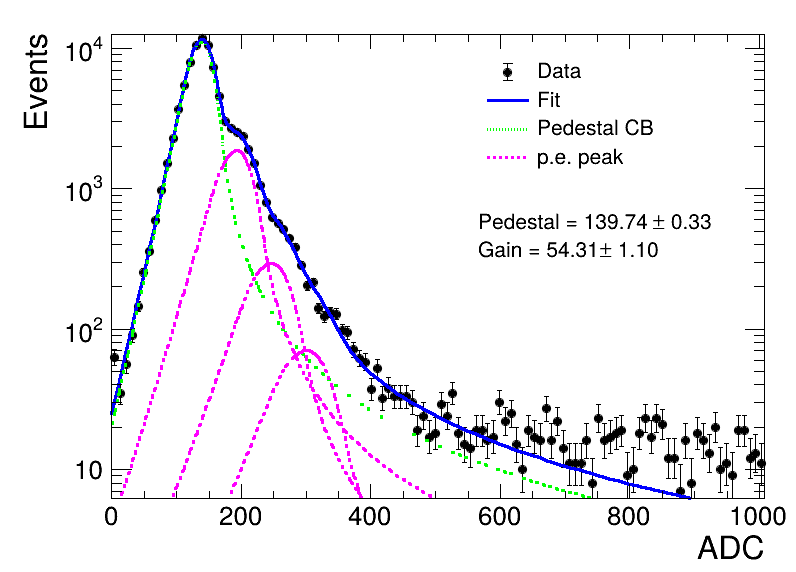 Events
10⁴
10³
10²
10
Data
Fit
Pedestal CB
p.e. peak
Pedestal = 139.74 ± 0.33
Gain = 54.31± 1.10
0 200 400 600 800 1000
ADC